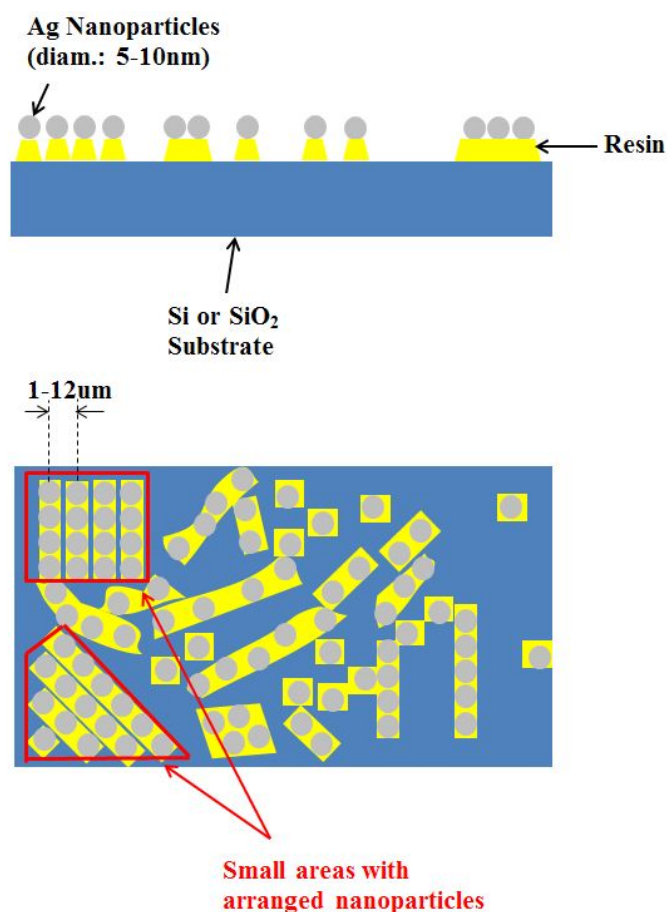 Ag Nanoparticles
(diam.: 5-10nm)
Resin
Si or SiO₂
Substrate
1-12um
Small areas with
arranged nanoparticles